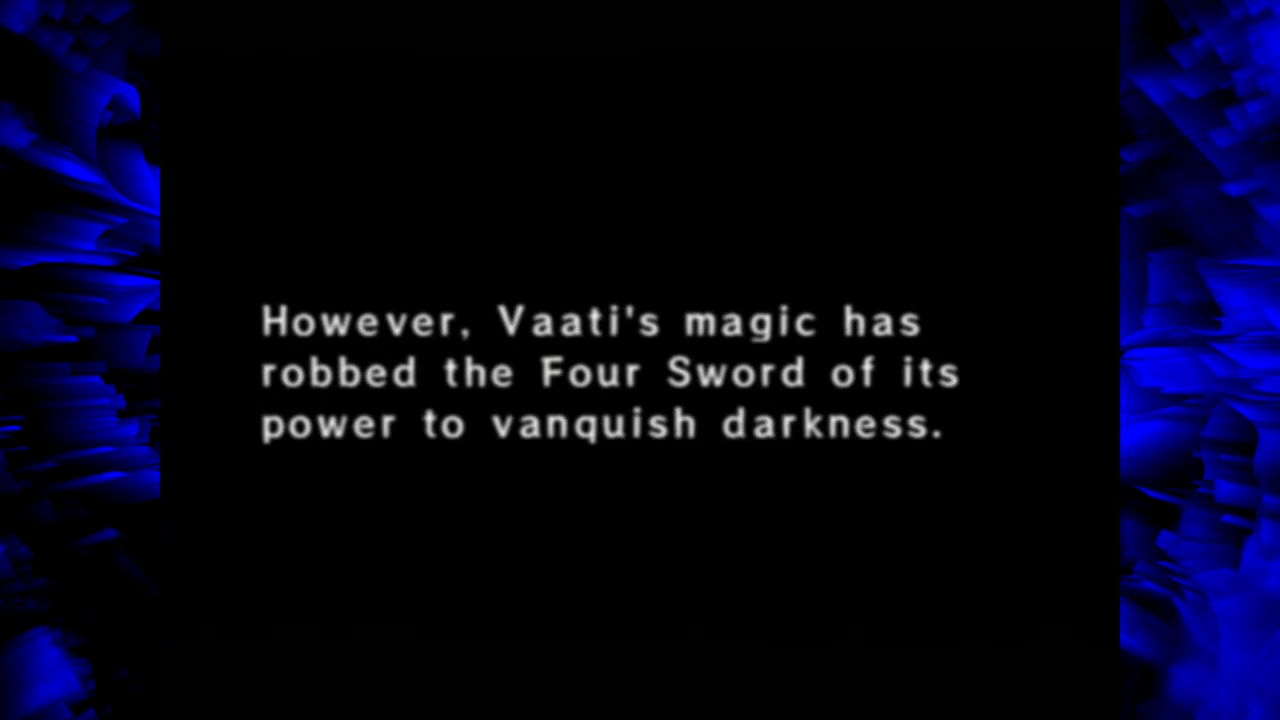 However, Vaati's magic has
robbed the Four Sword of its
power to vanquish darkness.